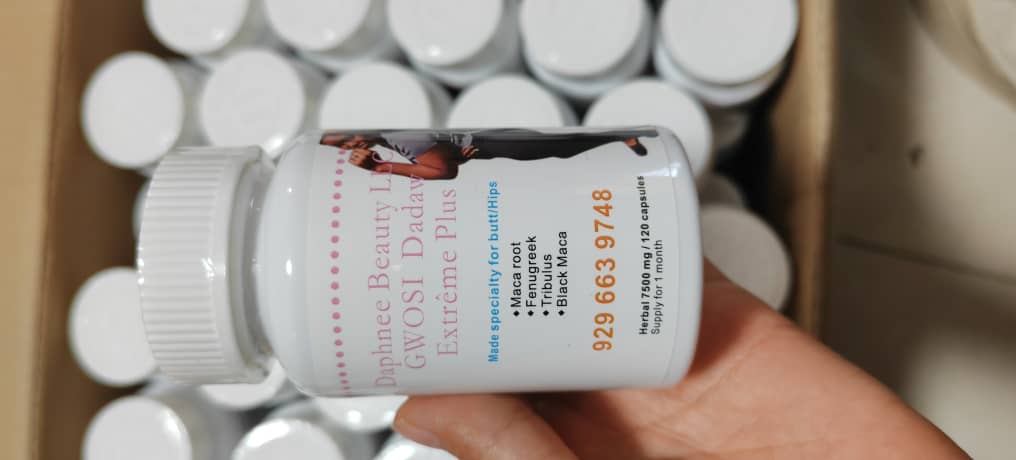 Daphnee Beauty LLC
GWOSI Dadaw
Extrême Plus
Made specialty for butt/Hips
◆Maca root
◆Fenugreek
◆Tribulus
◆Black Maca
929 663 9748
Herbal 7500 mg / 120 capsules
Supply for 1 month